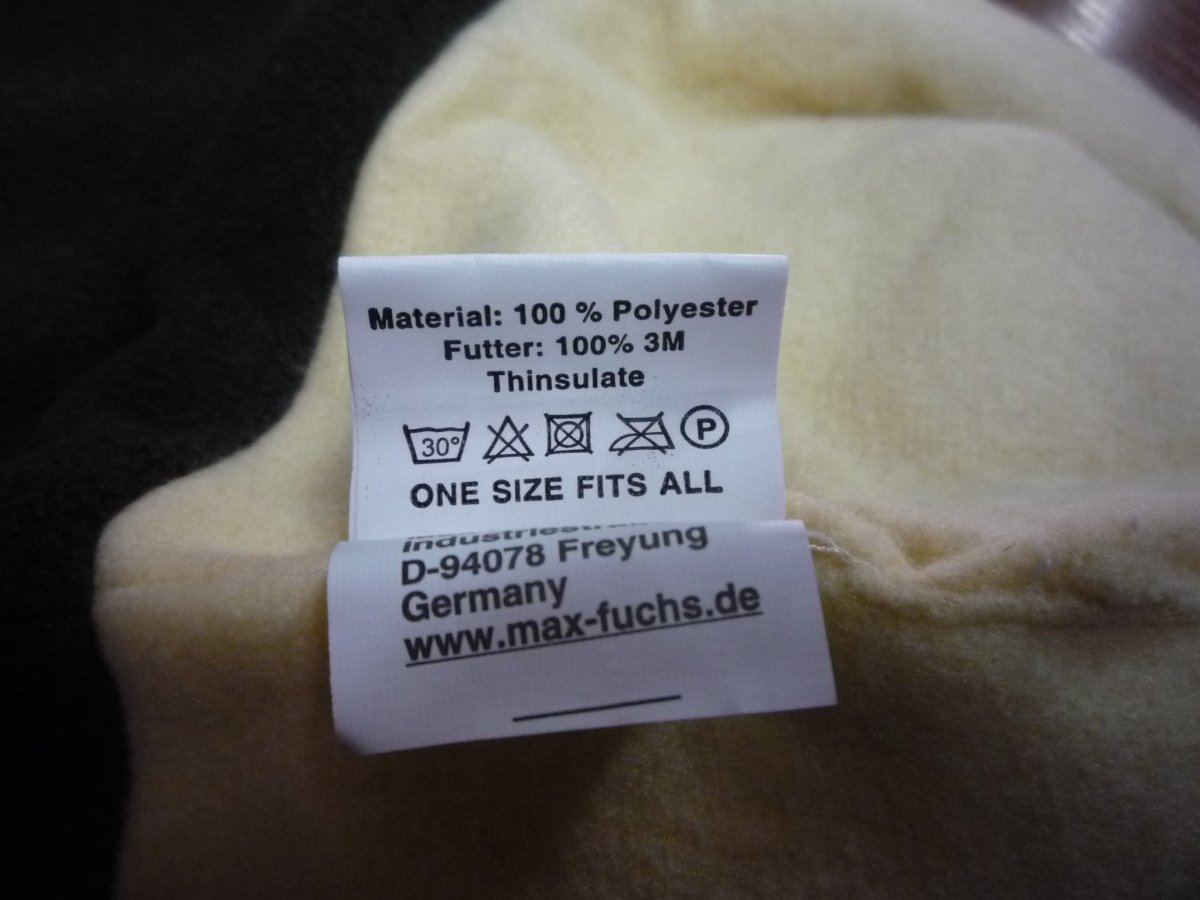 Material: 100 % Polyester
Futter: 100% 3M
Thinsulate
30° P
ONE SIZE FITS ALL
D-94078 Freyung
Germany
www.max-fuchs.de